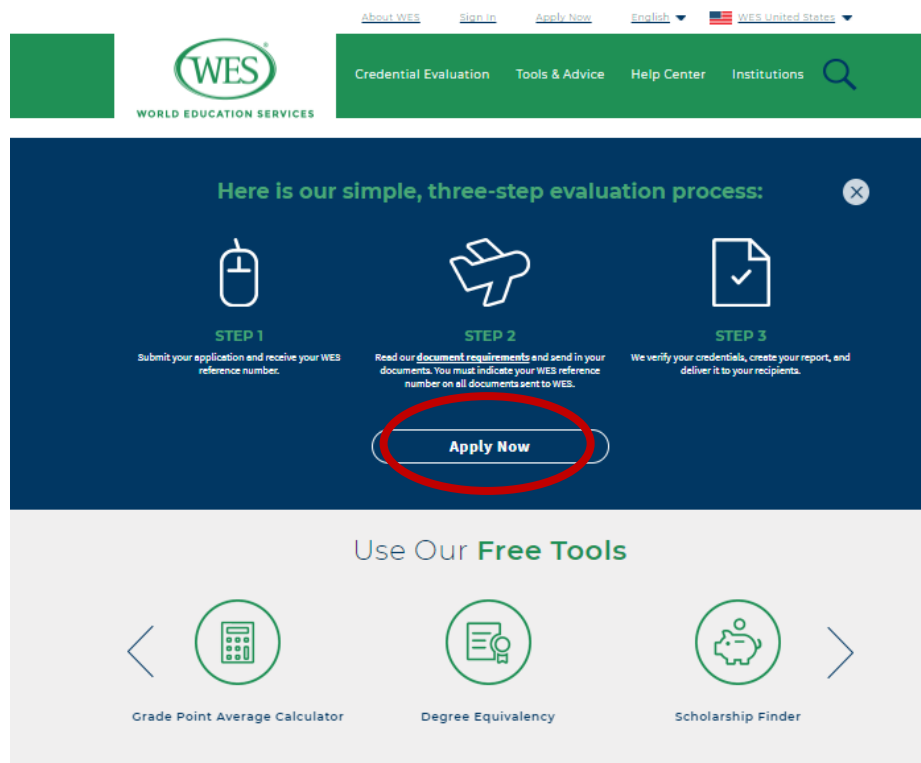 About WES Sign In Apply Now English WES United States
WES
WORLD EDUCATION SERVICES
Credential Evaluation Tools & Advice Help Center Institutions
Here is our simple, three-step evaluation process:
STEP 1
Submit your application and receive your WES
reference number.
STEP 2
Read our document requirements and send in your
documents. You must indicate your WES reference
number on all documents sent to WES.
STEP 3
We verify your credentials, create your report, and
deliver it to your recipients.
Apply Now
Use Our Free Tools
Grade Point Average Calculator
Degree Equivalency
Scholarship Finder